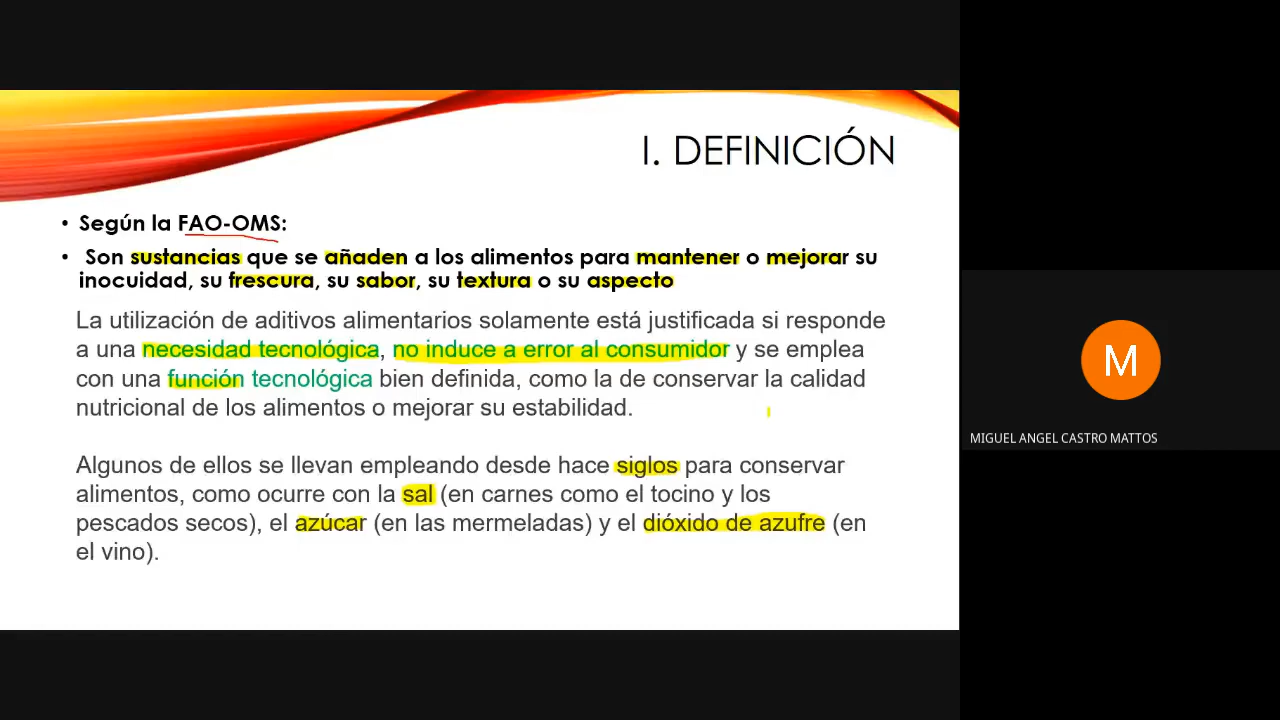 I. DEFINICIÓN
• Según la FAO-OMS:
• Son sustancias que se añaden a los alimentos para mantener o mejorar su
inocuidad, su frescura, su sabor, su textura o su aspecto
La utilización de aditivos alimentarios solamente está justificada si responde
a una necesidad tecnológica, no induce a error al consumidor y se emplea
con una función tecnológica bien definida, como la de conservar la calidad
nutricional de los alimentos o mejorar su estabilidad.
Algunos de ellos se llevan empleando desde hace siglos para conservar
alimentos, como ocurre con la sal (en carnes como el tocino y los
pescados secos), el azúcar (en las mermeladas) y el dióxido de azufre (en
el vino).
M
MIGUEL ANGEL CASTRO MATTOS